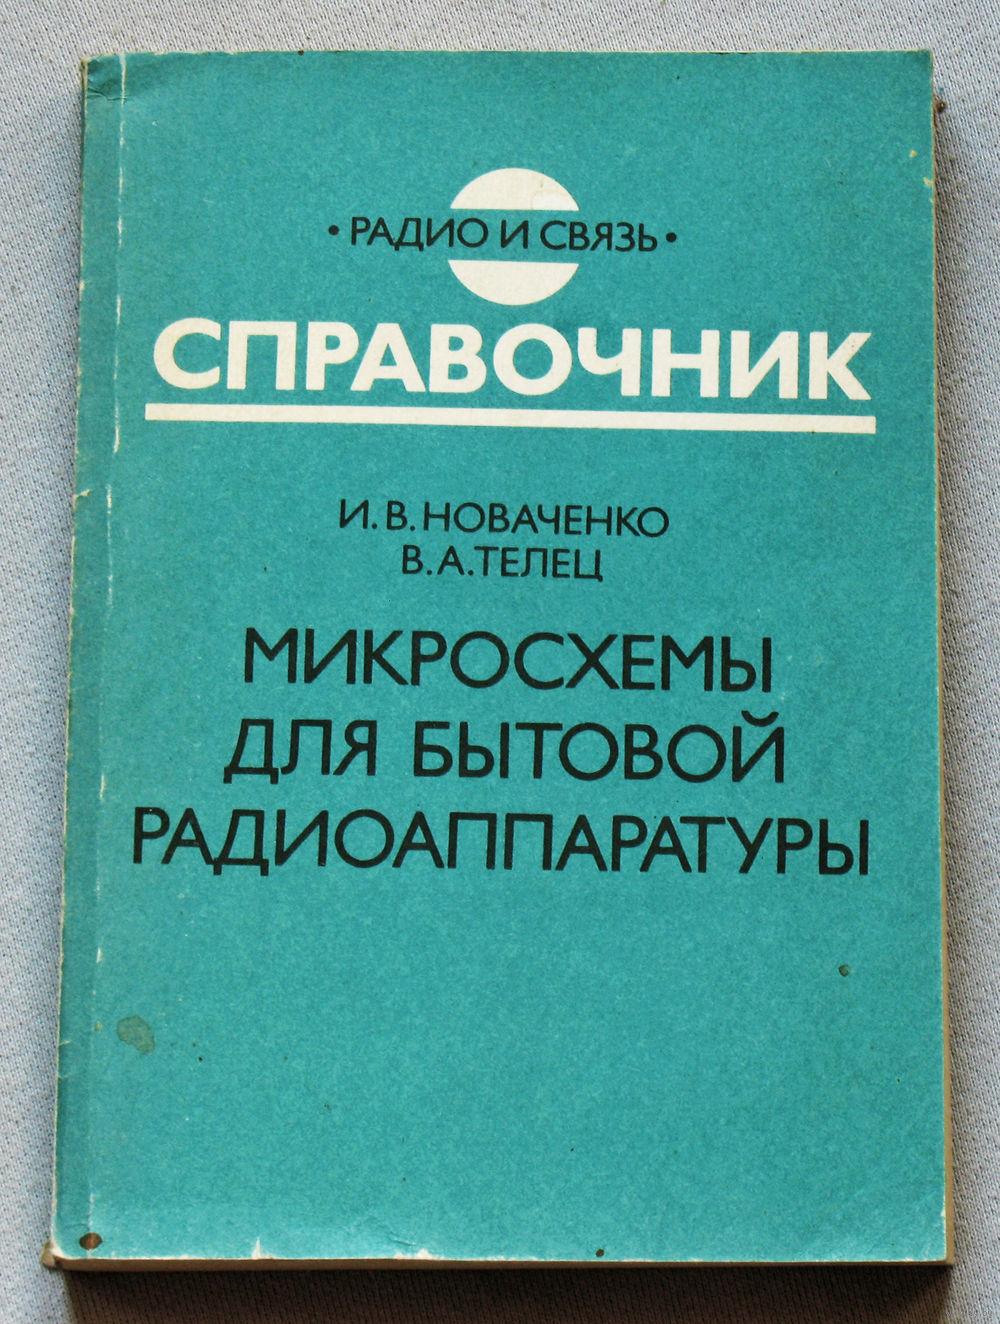 • РАДИО И СВЯЗЬ •
СПРАВОЧНИК
И. В. НОВАЧЕНКО
В. А. ТЕЛЕЦ
МИКРОСХЕМЫ
ДЛЯ БЫТОВОЙ
РАДИОАППАРАТУРЫ